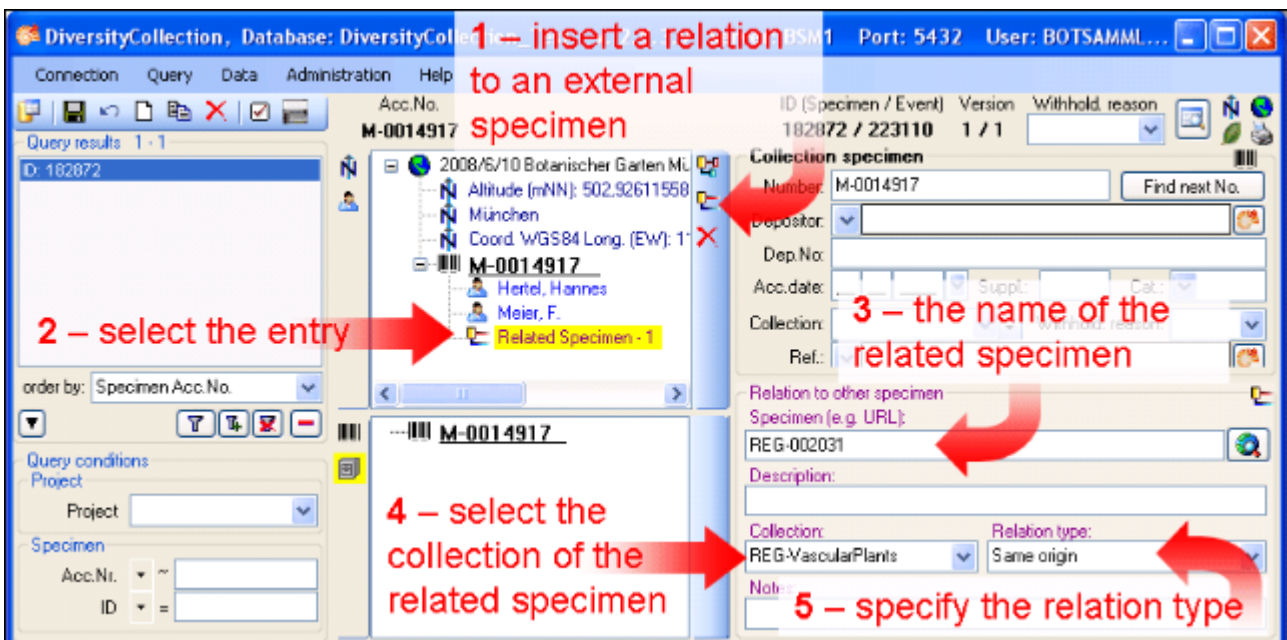 DiversityCollection, Database: DiversityCol
BSM1 Port: 5432 User: BOTSAMML...
1 – insert a relation
to an external
specimen
Connection Query Data Administration Help
Acc.No.
M-0014917
ID (Specimen / Event) Version Withhold. reason
182872 / 223110 1 / 1
Query results 1 - 1
ID: 182872
2008/6/10 Botanischer Garten Mü
Altitude (mNN): 502,92611558
München
Coord. WGS84 Long. (EW): 1
M-0014917
Hertel, Hannes
Meier, F.
Related Specimen - 1
2 – select the entry
Collection specimen
Number: M-0014917 Find next No.
Depositor:
Dep.No:
Acc.date: Suppl.: Cat.:
Collection: Withhold. reason:
Ref.:
3 – the name of the
related specimen
order by: Specimen Acc.No.
Query conditions
Project
Project
Specimen
Acc.Nr. ~
ID =
M-0014917
4 – select the
collection of the
related specimen
Relation to other specimen
Specimen (e.g. URL):
REG-002031
Description:
Collection: Relation type:
REG-VascularPlants Same origin
Notes:
5 – specify the relation type